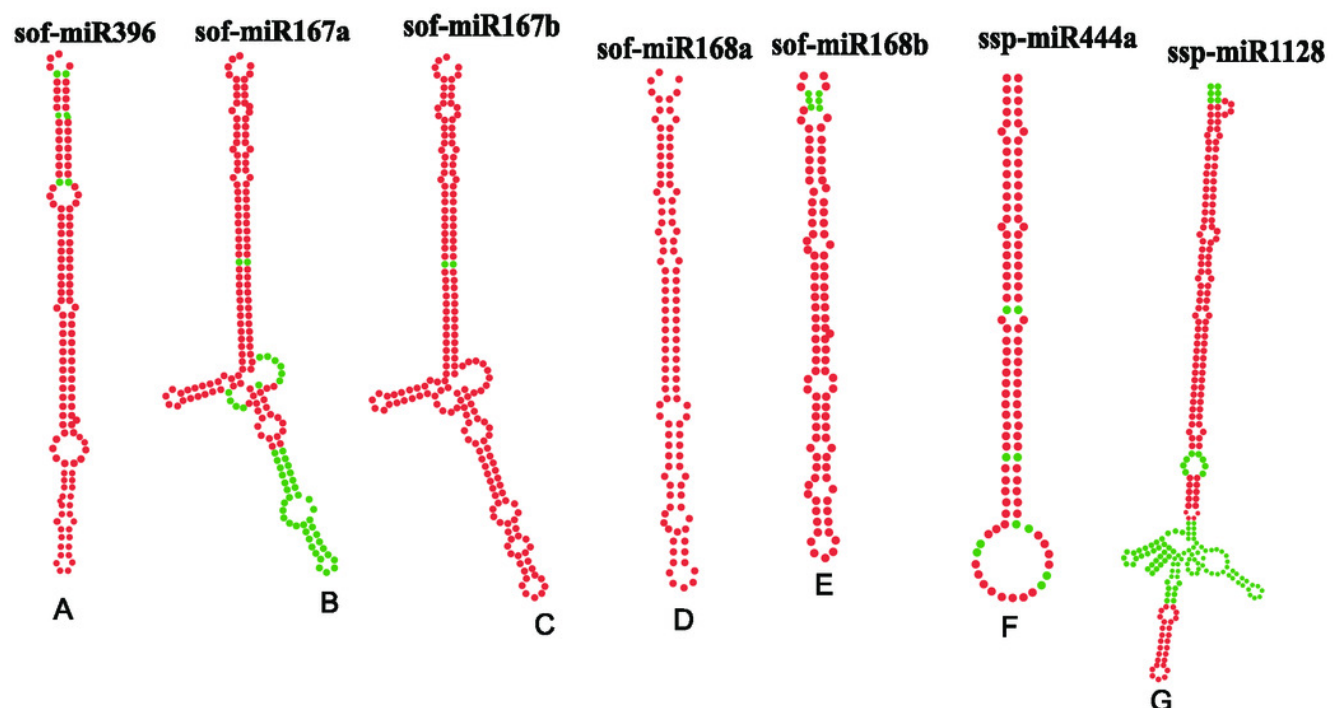 sof-miR396
sof-miR167a
sof-miR167b
sof-miR168a
sof-miR168b
ssp-miR444a
ssp-miR1128
A
B
C
D
E
F
G